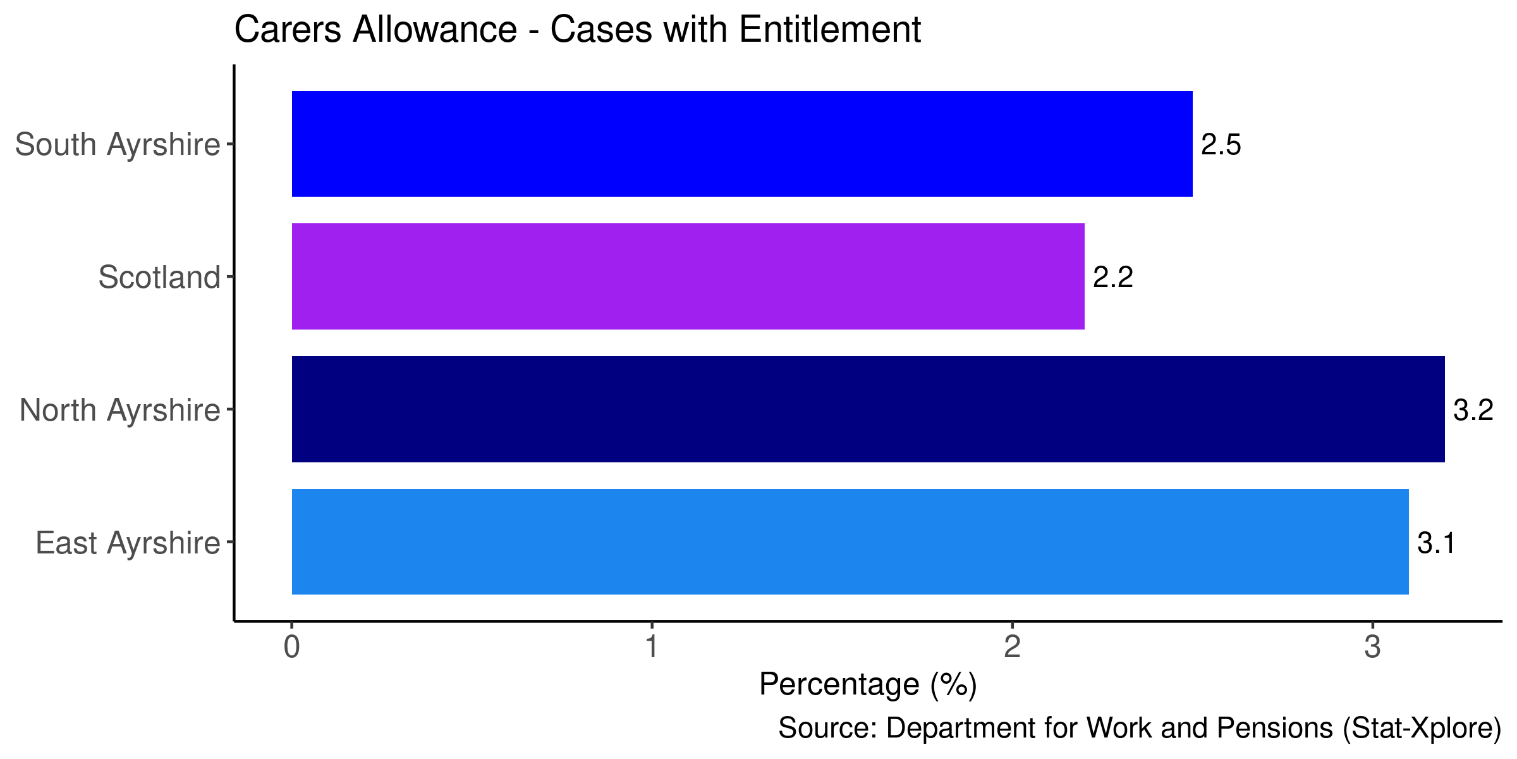 Carers Allowance - Cases with Entitlement
South Ayrshire
2.5
Scotland
2.2
North Ayrshire
3.2
East Ayrshire
3.1
0 1 2 3
Percentage (%)
Source: Department for Work and Pensions (Stat-Xplore)